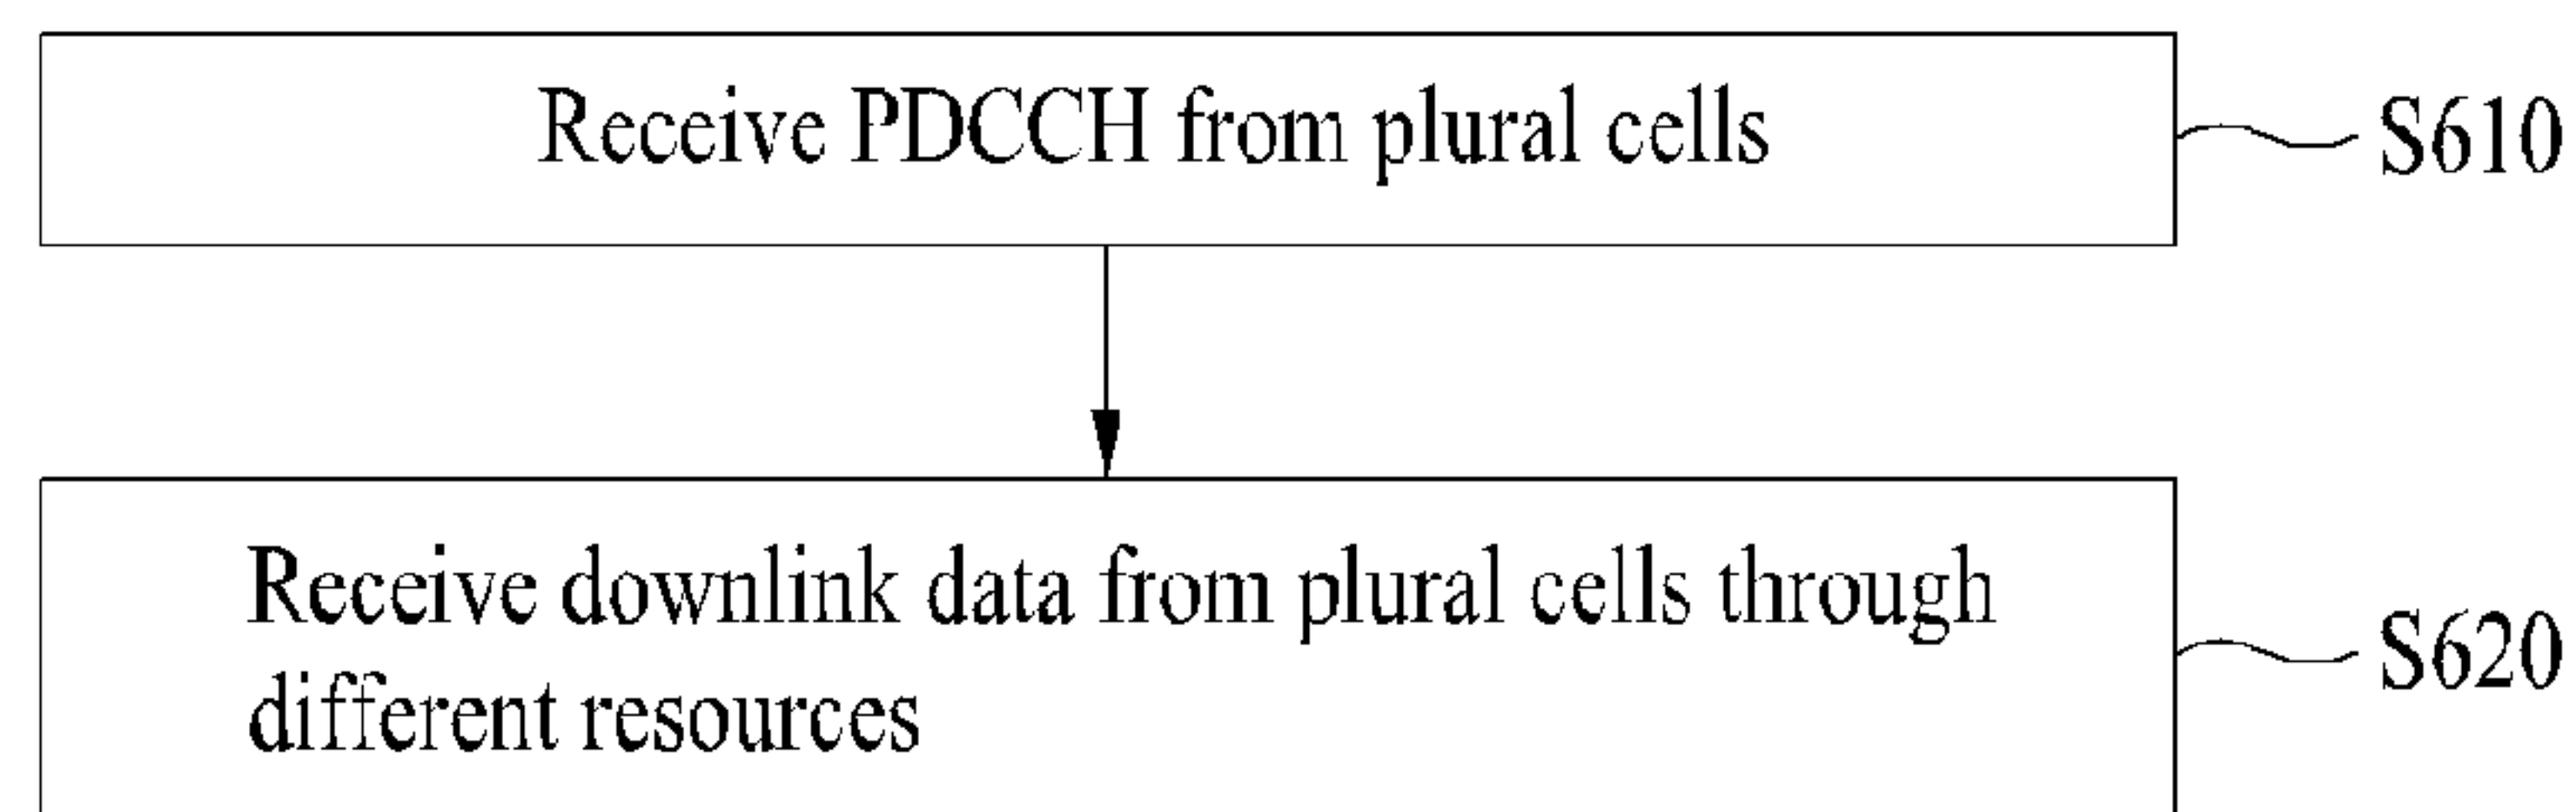 Receive PDCCH from plural cells
S610
Receive downlink data from plural cells through
different resources
S620